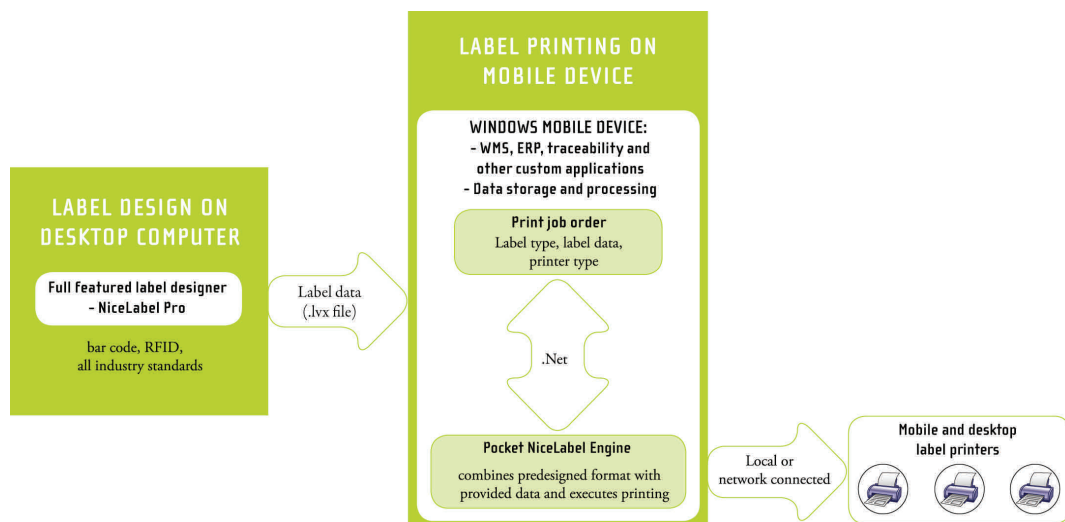 LABEL DESIGN ON
DESKTOP COMPUTER
Full featured label designer
- NiceLabel Pro
bar code, RFID,
all industry standards
Label data
(.lvx file)
LABEL PRINTING ON
MOBILE DEVICE
WINDOWS MOBILE DEVICE:
- WMS, ERP, traceability and
other custom applications
- Data storage and processing
Print job order
Label type, label data,
printer type
.Net
Pocket NiceLabel Engine
combines predesigned format with
provided data and executes printing
Local or
network connected
Mobile and desktop
label printers